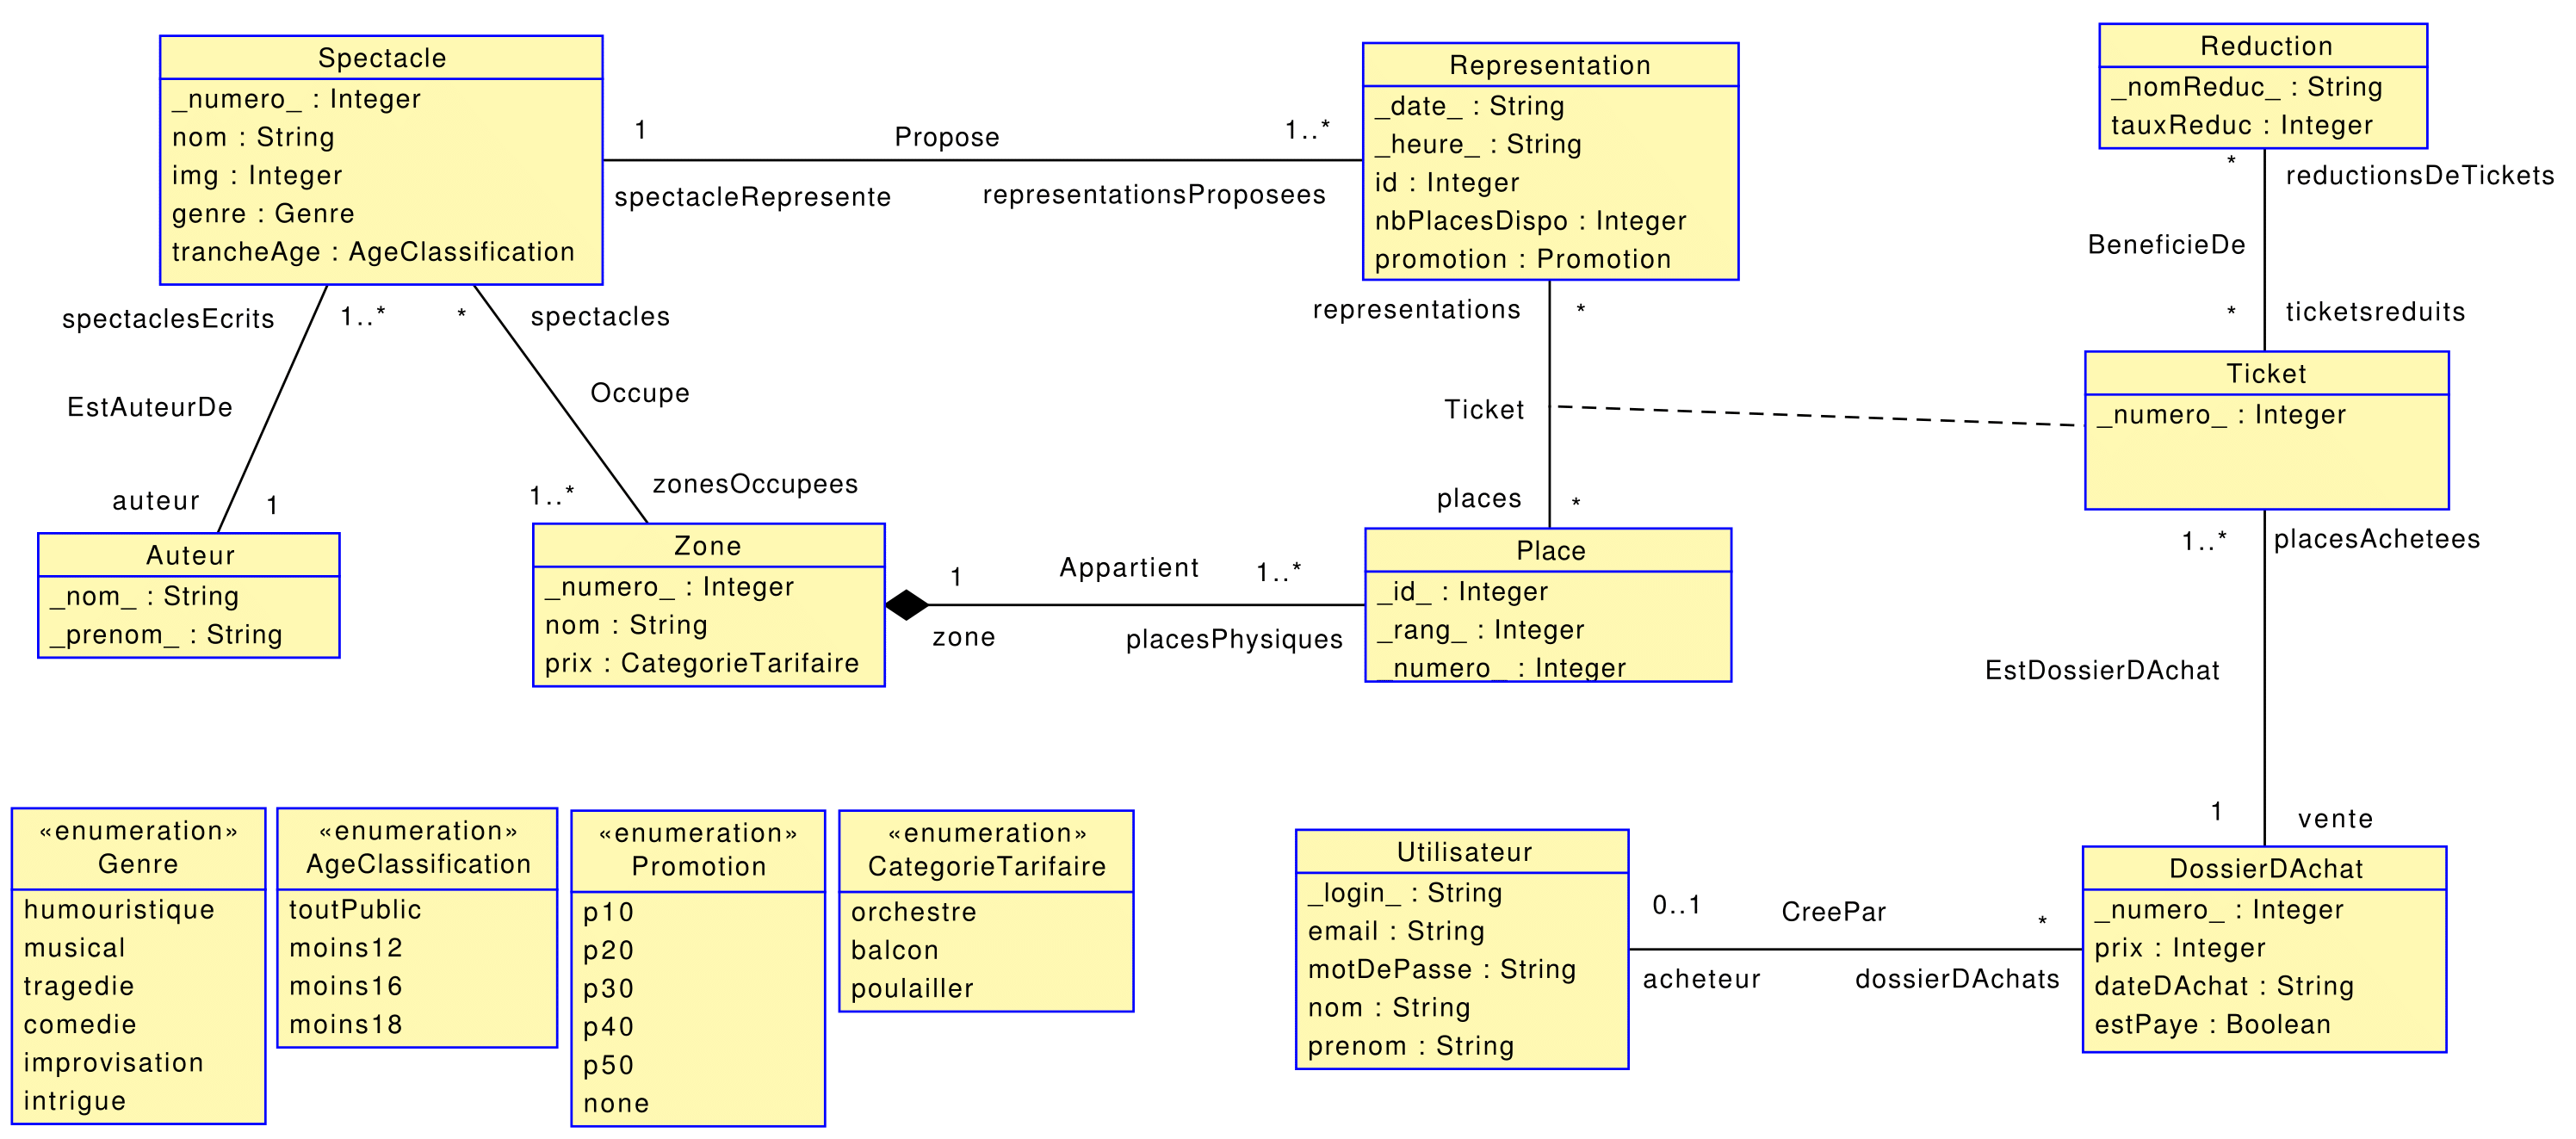 Spectacle
_numero_ : Integer
nom : String
img : Integer
genre : Genre
trancheAge : AgeClassification
1
Propose
1..*
spectacleRepresente
representationsProposees
Representation
_date_ : String
_heure_ : String
id : Integer
nbPlacesDispo : Integer
promotion : Promotion
Reduction
_nomReduc_ : String
tauxReduc : Integer
*
reductionsDeTickets
BeneficieDe
*
ticketsreduits
spectaclesEcrits
1..*
*
spectacles
EstAuteurDe
Occupe
auteur
1
1..*
zonesOccupees
representations
*
Ticket
places
*
Ticket
_numero_ : Integer
Auteur
_nom_ : String
_prenom_ : String
Zone
_numero_ : Integer
nom : String
prix : CategorieTarifaire
1
Appartient
1..*
zone
placesPhysiques
Place
_id_ : Integer
_rang_ : Integer
_numero_ : Integer
1..*
placesAchetees
EstDossierDAchat
1
vente
«enumeration»
Genre
humouristique
musical
tragedie
comedie
improvisation
intrigue
«enumeration»
AgeClassification
toutPublic
moins12
moins16
moins18
«enumeration»
Promotion
p10
p20
p30
p40
p50
none
«enumeration»
CategorieTarifaire
orchestre
balcon
poulailler
Utilisateur
_login_ : String
email : String
motDePasse : String
nom : String
prenom : String
0..1
CreePar
*
acheteur
dossierDAchats
DossierDAchat
_numero_ : Integer
prix : Integer
dateDAchat : String
estPaye : Boolean